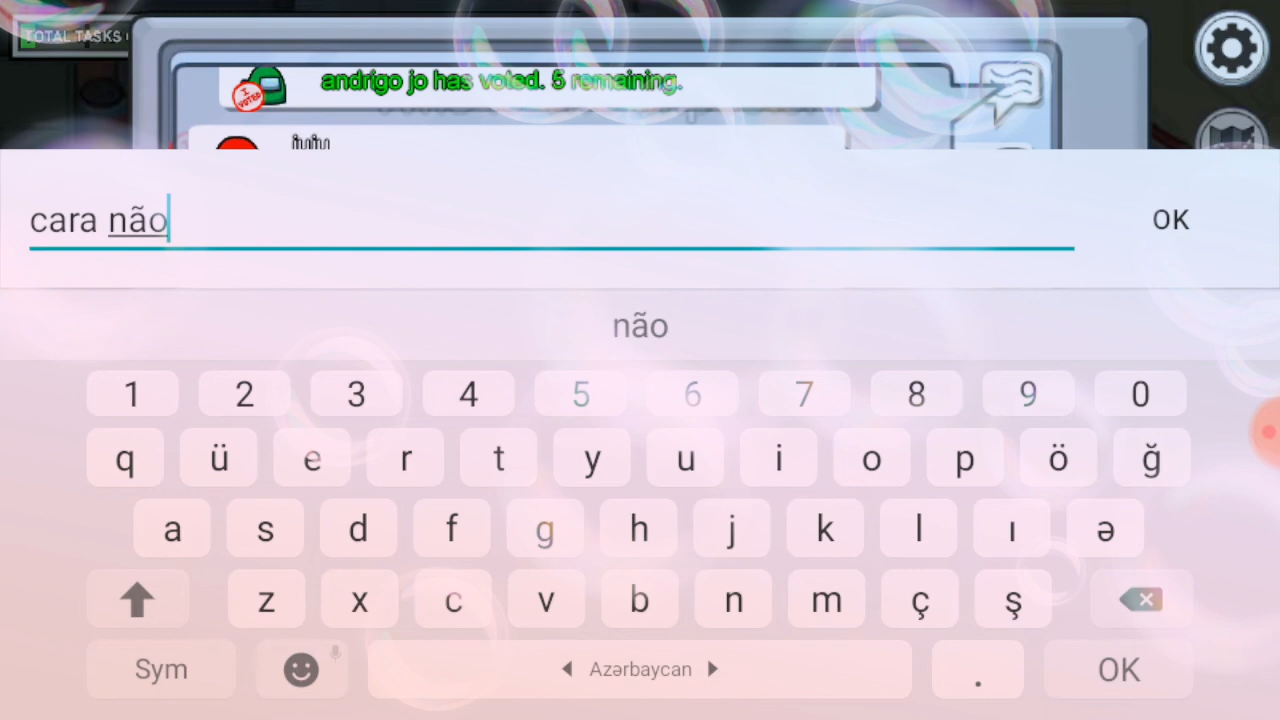 TOTAL TASKS
I VOTED
andrigo jo has voted. 5 remaining.
cara não
OK
não
1 2 3 4 5 6 7 8 9 0
q ü e r t y u i o p ö ğ
a s d f g h j k l ı ə
z x c v b n m ç ş
Sym Azərbaycan . OK